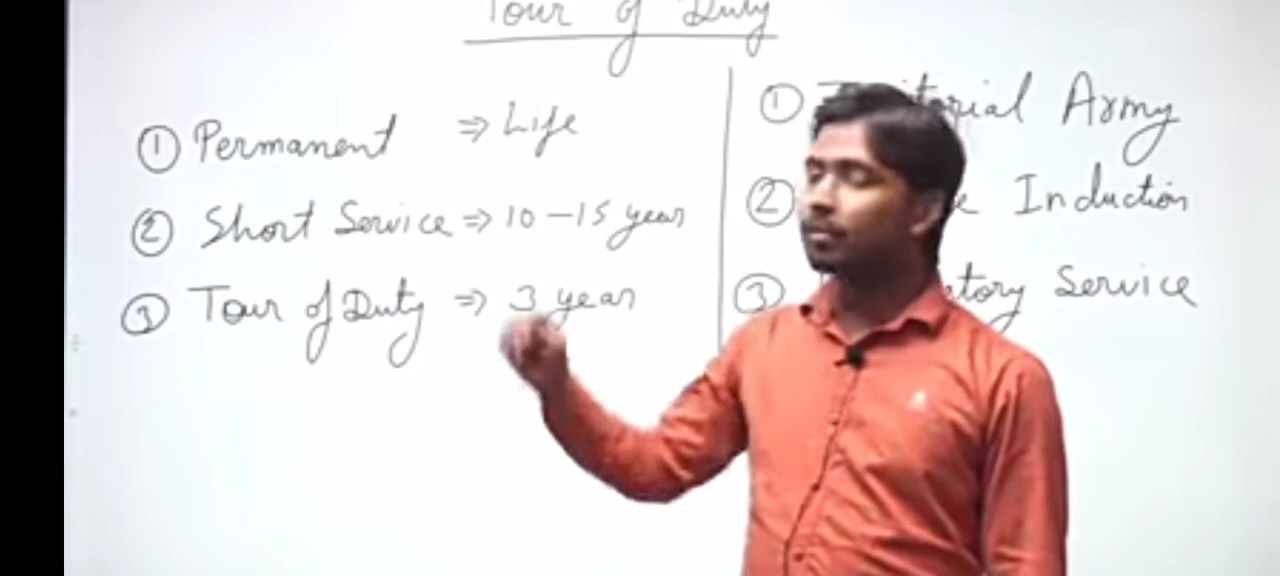 Tour of Duty
① Permanent ⇒ Life
② Short Service ⇒ 10 – 15 year
③ Tour of Duty ⇒ 3 year
① Army
② Induction
③ Service